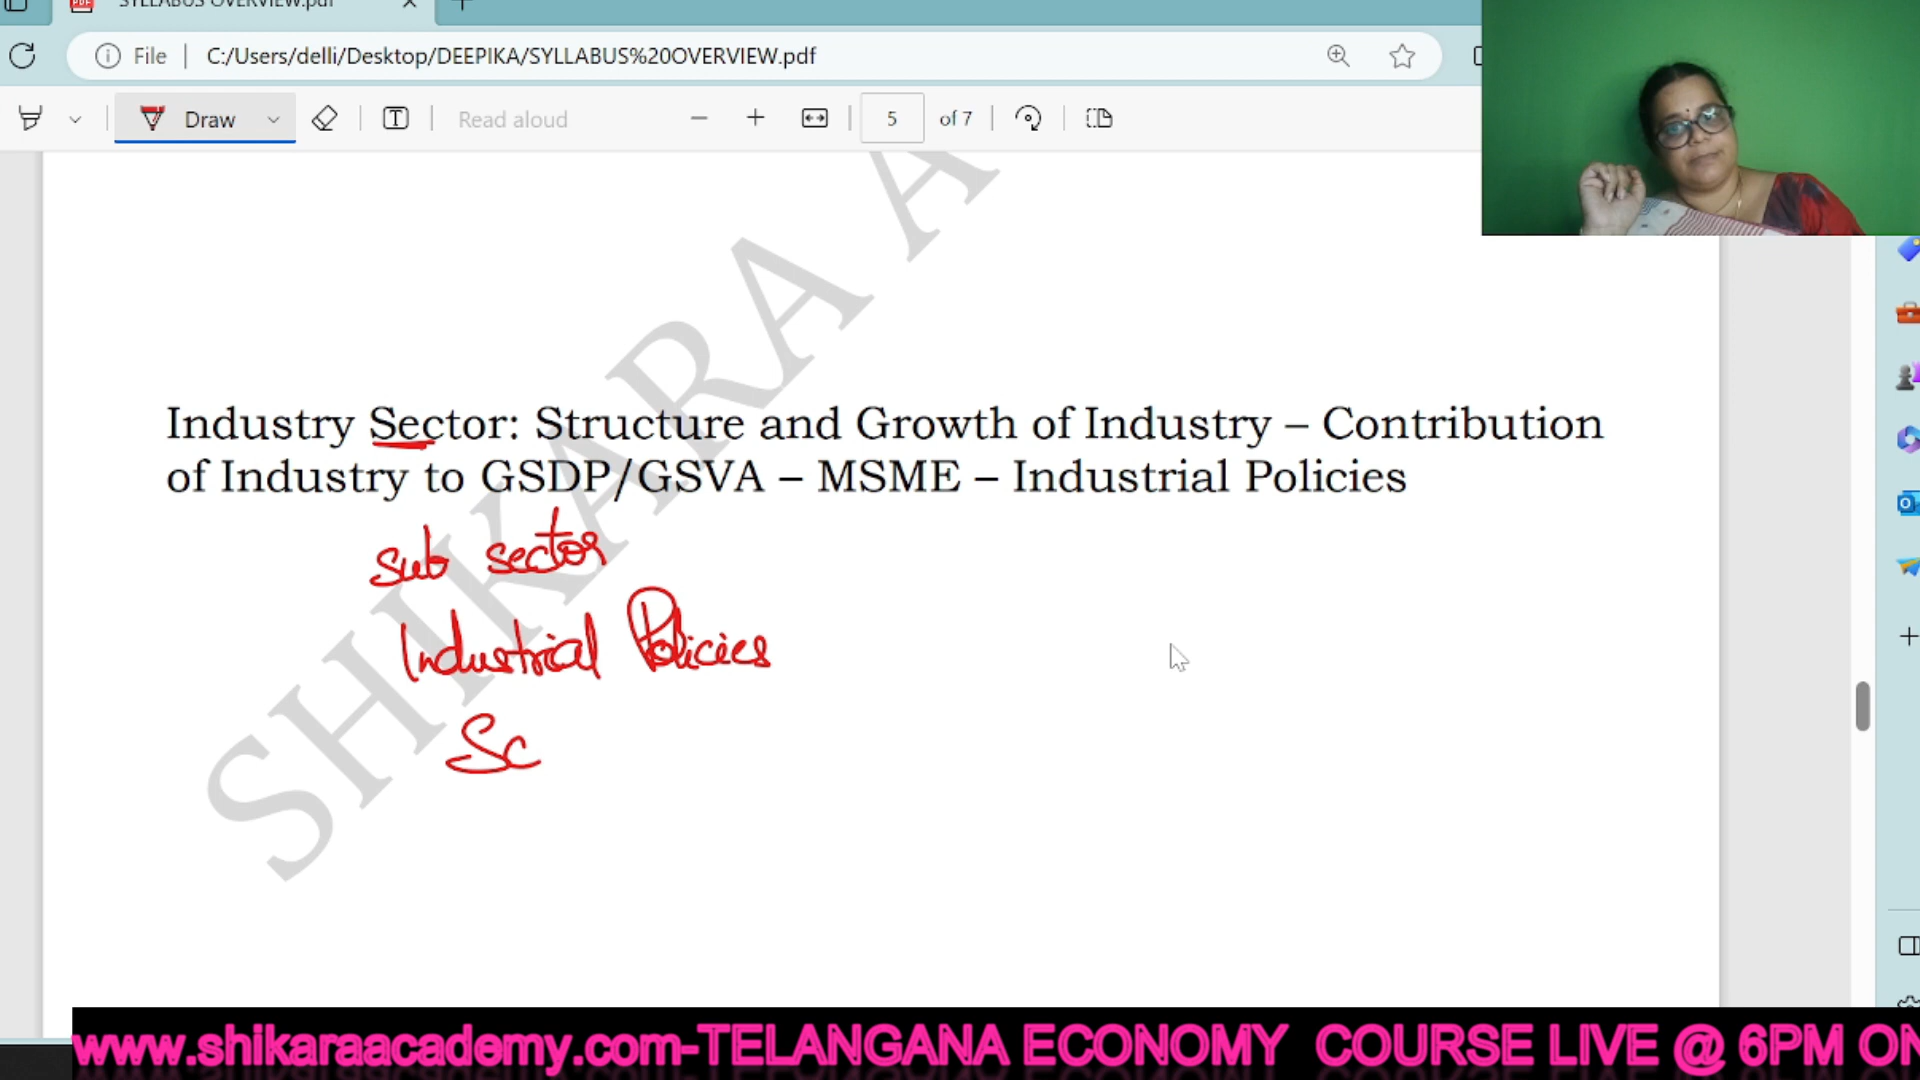 SYLLABUS OVERVIEW.pdf
File C:/Users/delli/Desktop/DEEPIKA/SYLLABUS%20OVERVIEW.pdf
Draw Read aloud 5 of 7
SHIKARA A
Industry Sector: Structure and Growth of Industry – Contribution
of Industry to GSDP/GSVA – MSME – Industrial Policies
sub sector
Industrial Policies
Sc
www.shikaraacademy.com-TELANGANA ECONOMY COURSE LIVE @ 6PM ON